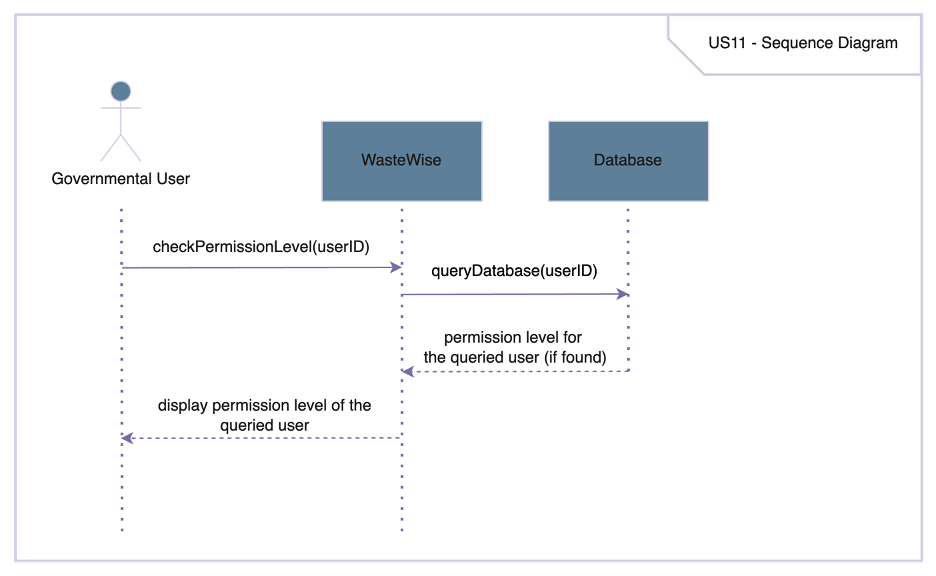 US11 - Sequence Diagram
Governmental User
WasteWise
Database
checkPermissionLevel(userID)
queryDatabase(userID)
permission level for
the queried user (if found)
display permission level of the
queried user